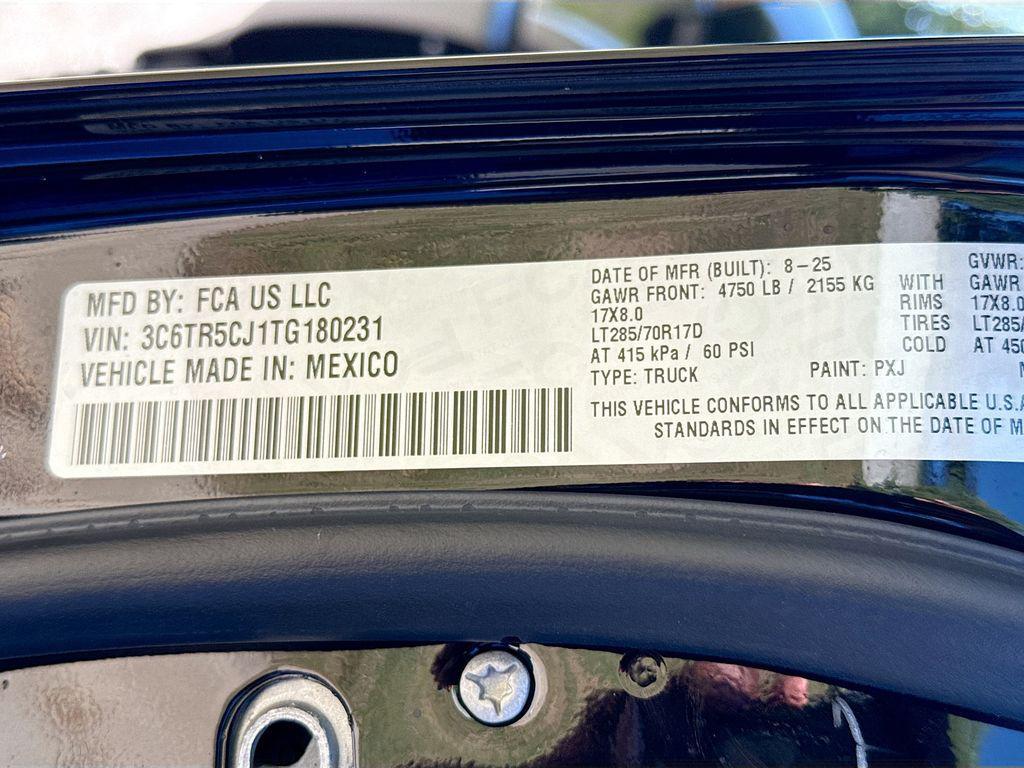 MFD BY: FCA US LLC
VIN: 3C6TR5CJ1TG180231
VEHICLE MADE IN: MEXICO
DATE OF MFR (BUILT): 8-25 GVWR:
GAWR FRONT: 4750 LB / 2155 KG WITH GAWR
17X8.0 RIMS 17X8.0
LT285/70R17D TIRES LT285/
AT 415 kPa / 60 PSI COLD AT 450
TYPE: TRUCK PAINT: PXJ
THIS VEHICLE CONFORMS TO ALL APPLICABLE U.S.A
STANDARDS IN EFFECT ON THE DATE OF M